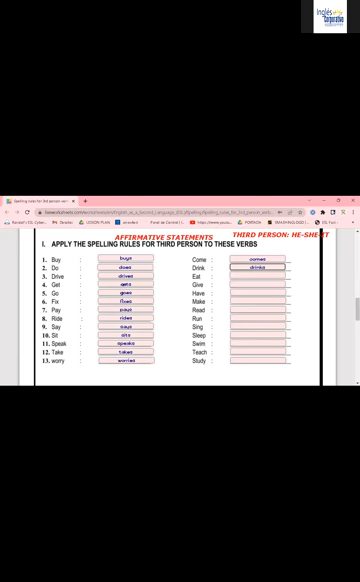 Inglés
Corporativo
Spelling rules for 3rd person worl
AFFIRMATIVE STATEMENTS
THIRD PERSON: HE-SHE-IT
I. APPLY THE SPELLING RULES FOR THIRD PERSON TO THESE VERBS
1. Buy : buys Come : comes
2. Do : does Drink : drinks
3. Drive : drives Eat :
4. Get : gets Give :
5. Go : goes Have :
6. Fix : fixes Make :
7. Pay : pays Read :
8. Ride : rides Run :
9. Say : says Sing :
10. Sit : sits Sleep :
11. Speak : speaks Swim :
12. Take : takes Teach :
13. worry : worries Study :